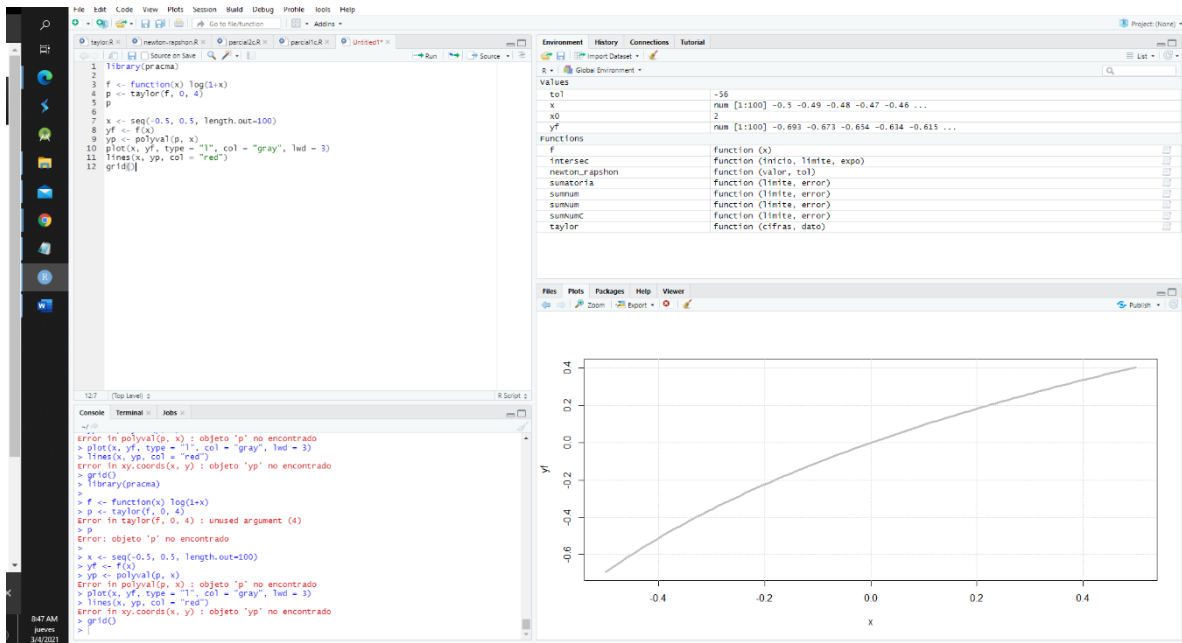 File Edit Code View Plots Session Build Debug Profile Tools Help
Go to file/function
Addins
Project: (None)
taylor.R
newton-rapshon.R
parcial2c.R
parcial1c.R
Untitled1*
Source on Save
Run
Source
1 library(pracma)
2
3 f <- function(x) log(1+x)
4 p <- taylor(f, 0, 4)
5 p
6
7 x <- seq(-0.5, 0.5, length.out=100)
8 yf <- f(x)
9 yp <- polyval(p, x)
10 plot(x, yf, type = "l", col = "gray", lwd = 3)
11 lines(x, yp, col = "red")
12 grid()
12:7 (Top Level)
R Script
Console Terminal Jobs
~/
Error in polyval(p, x) : objeto 'p' no encontrado
> plot(x, yf, type = "l", col = "gray", lwd = 3)
> lines(x, yp, col = "red")
Error in xy.coords(x, y) : objeto 'yp' no encontrado
> grid()
> library(pracma)
>
> f <- function(x) log(1+x)
> p <- taylor(f, 0, 4)
Error in taylor(f, 0, 4) : unused argument (4)
> p
Error: objeto 'p' no encontrado
>
> x <- seq(-0.5, 0.5, length.out=100)
> yf <- f(x)
> yp <- polyval(p, x)
Error in polyval(p, x) : objeto 'p' no encontrado
> plot(x, yf, type = "l", col = "gray", lwd = 3)
> lines(x, yp, col = "red")
Error in xy.coords(x, y) : objeto 'yp' no encontrado
> grid()
>
Environment History Connections Tutorial
Import Dataset
List
R Global Environment
Values
tol -56
x num [1:100] -0.5 -0.49 -0.48 -0.47 -0.46 ...
x0 2
yf num [1:100] -0.693 -0.673 -0.654 -0.634 -0.615 ...
Functions
f function (x)
intersec function (inicio, limite, expo)
newton_rapshon function (valor, tol)
sumatoria function (limite, error)
sumnum function (limite, error)
sumNum function (limite, error)
sumNumC function (limite, error)
taylor function (cifras, dato)
Files Plots Packages Help Viewer
Zoom Export
Publish
0.4
0.2
0.0
-0.2
-0.4
-0.6
yf
-0.4 -0.2 0.0 0.2 0.4
x
8:47 AM
jueves
3/4/2021